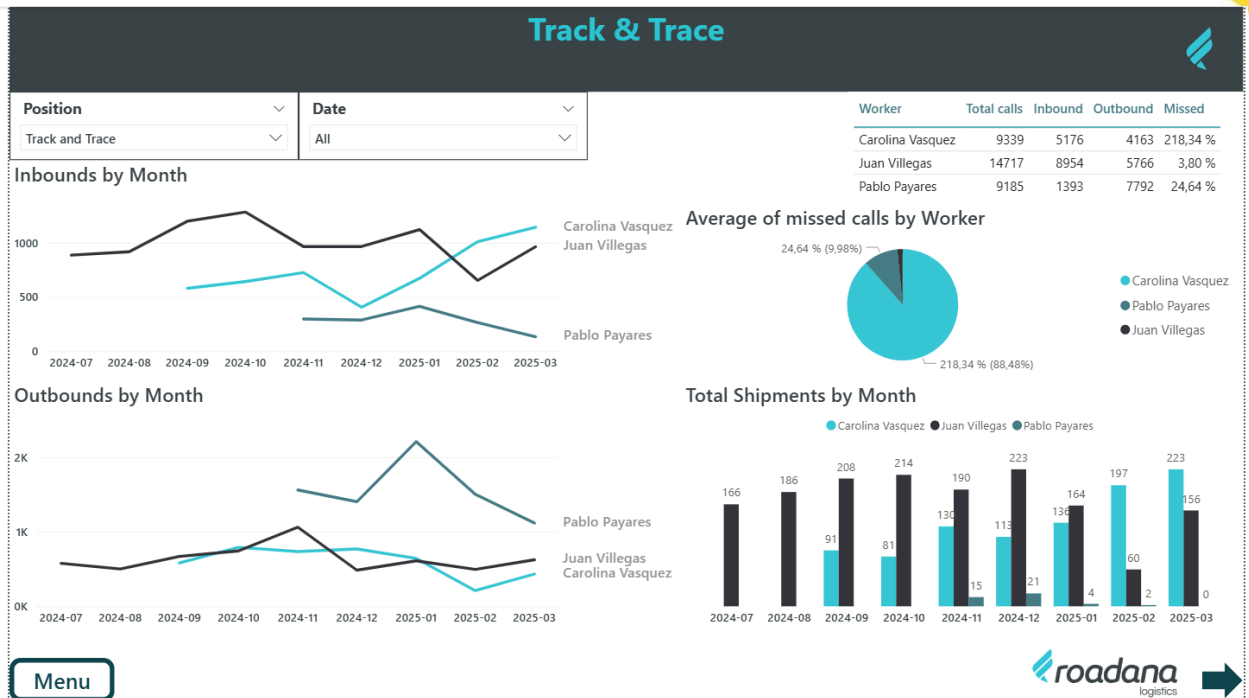 Track & Trace
Position
Track and Trace
Date
All
Worker Total calls Inbound Outbound Missed
Carolina Vasquez 9339 5176 4163 218,34 %
Juan Villegas 14717 8954 5766 3,80 %
Pablo Payares 9185 1393 7792 24,64 %
Inbounds by Month
1000
500
0
Carolina Vasquez
Juan Villegas
Pablo Payares
2024-07 2024-08 2024-09 2024-10 2024-11 2024-12 2025-01 2025-02 2025-03
Average of missed calls by Worker
24,64 % (9,98%)
218,34 % (88,48%)
Carolina Vasquez
Pablo Payares
Juan Villegas
Outbounds by Month
2K
1K
0K
Pablo Payares
Juan Villegas
Carolina Vasquez
2024-07 2024-08 2024-09 2024-10 2024-11 2024-12 2025-01 2025-02 2025-03
Total Shipments by Month
Carolina Vasquez Juan Villegas Pablo Payares
166 186 91 208 81 214 130 190 15 113 223 21 136 164 4 197 60 2 223 156 0
2024-07 2024-08 2024-09 2024-10 2024-11 2024-12 2025-01 2025-02 2025-03
Menu
roadana
logistics